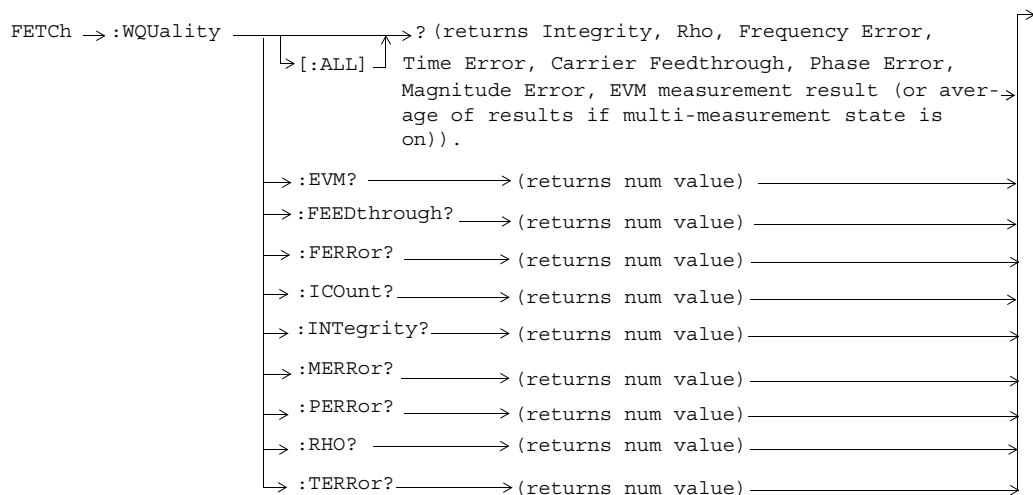 FETCh :WQUality ? (returns Integrity, Rho, Frequency Error,
[:ALL] Time Error, Carrier Feedthrough, Phase Error,
Magnitude Error, EVM measurement result (or aver-
age of results if multi-measurement state is
on)).
:EVM? (returns num value)
:FEEDthrough? (returns num value)
:FERRor? (returns num value)
:ICOunt? (returns num value)
:INTegrity? (returns num value)
:MERRor? (returns num value)
:PERRor? (returns num value)
:RHO? (returns num value)
:TERRor? (returns num value)